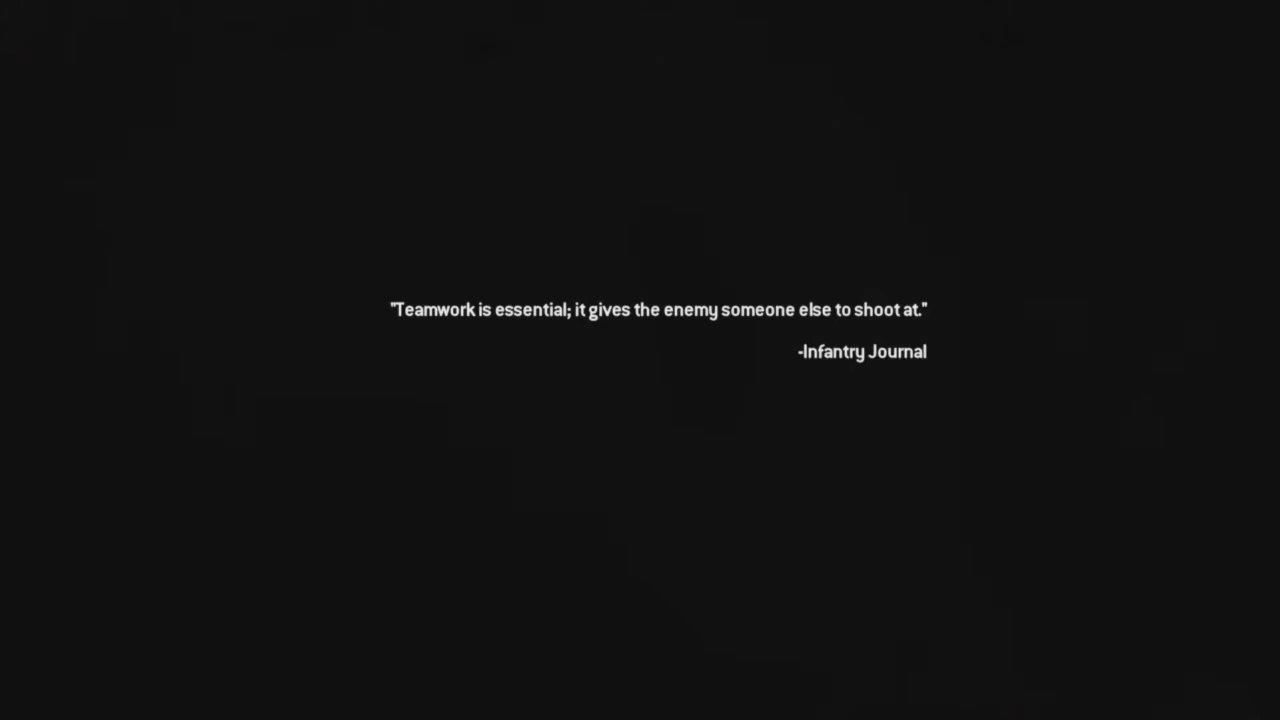 "Teamwork is essential; it gives the enemy someone else to shoot at."
-Infantry Journal